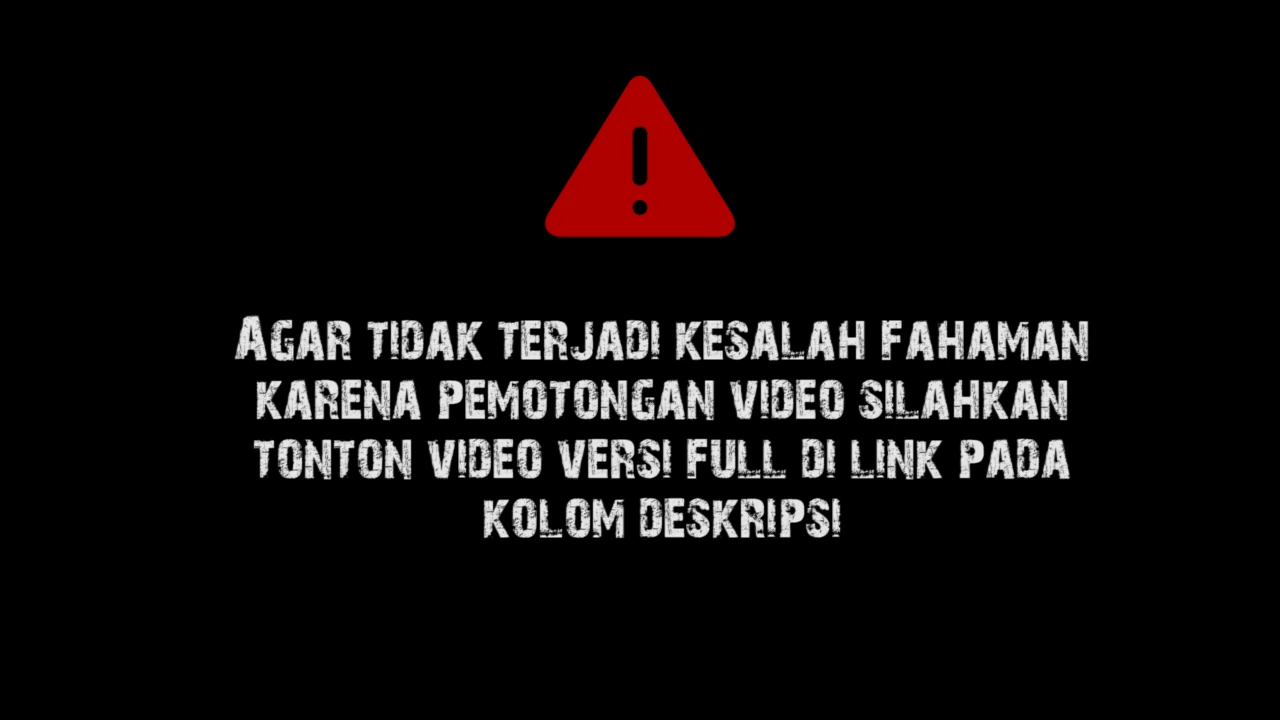 Agar tidak terjadi kesalah fahaman
karena pemotongan video silahkan
tonton video versi full di link pada
kolom deskripsi